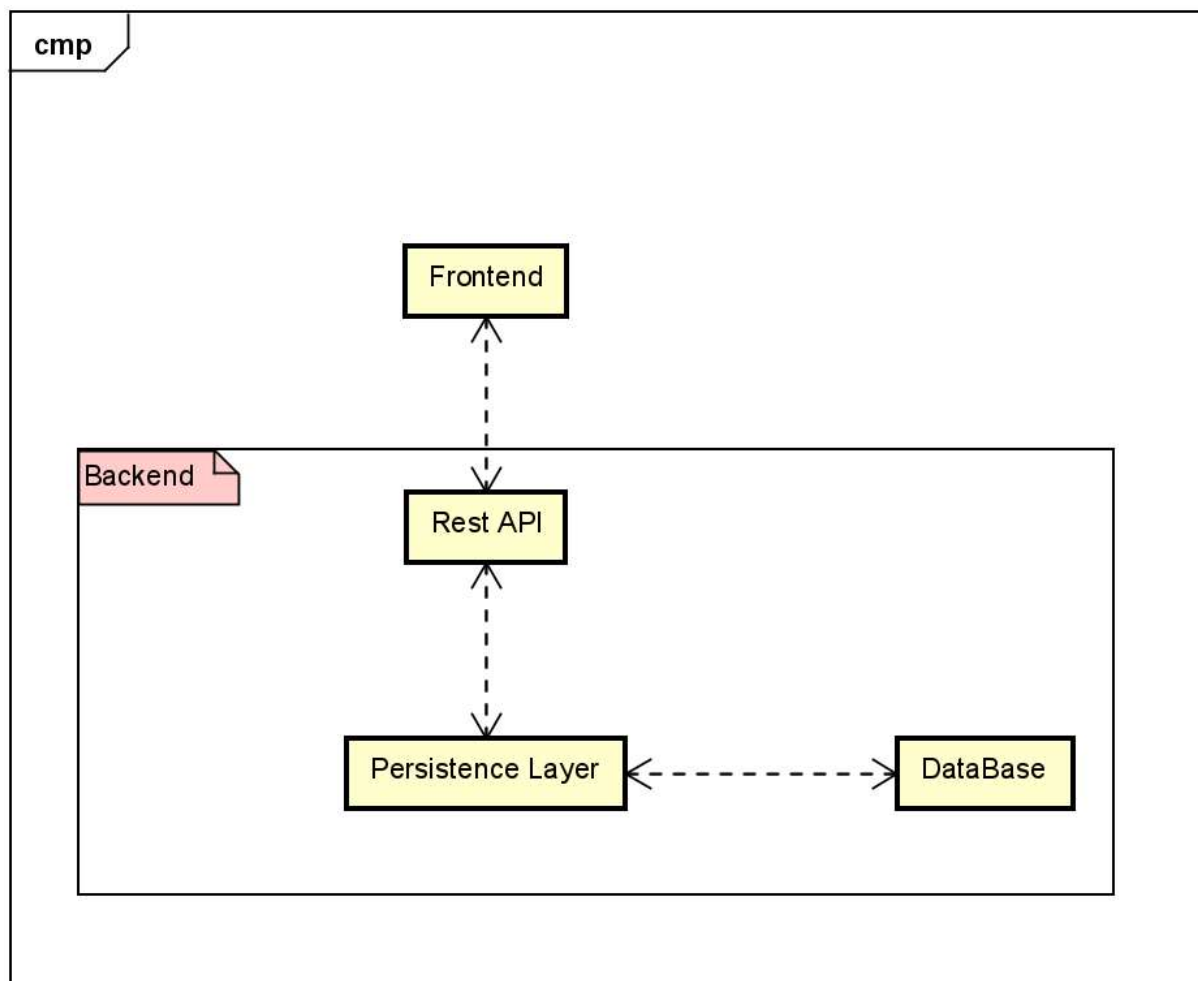 cmp
Frontend
Backend
Rest API
Persistence Layer
DataBase